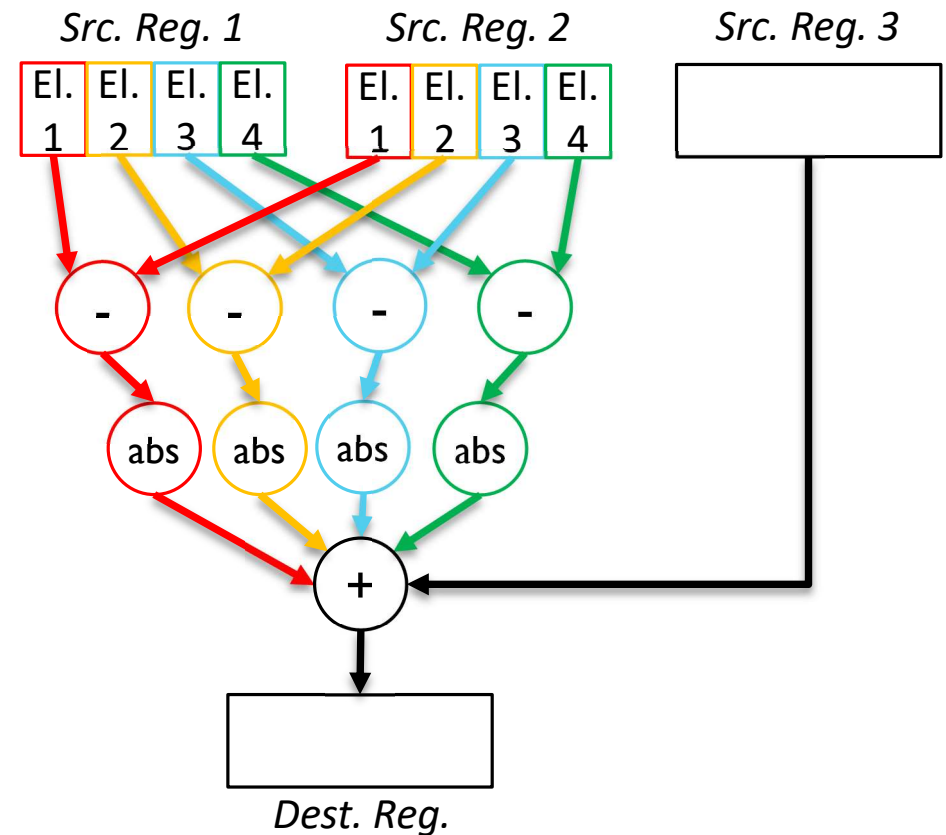 Src. Reg. 1
Src. Reg. 2
Src. Reg. 3
El. 1
El. 2
El. 3
El. 4
El. 1
El. 2
El. 3
El. 4
-
-
-
-
abs
abs
abs
abs
+
Dest. Reg.